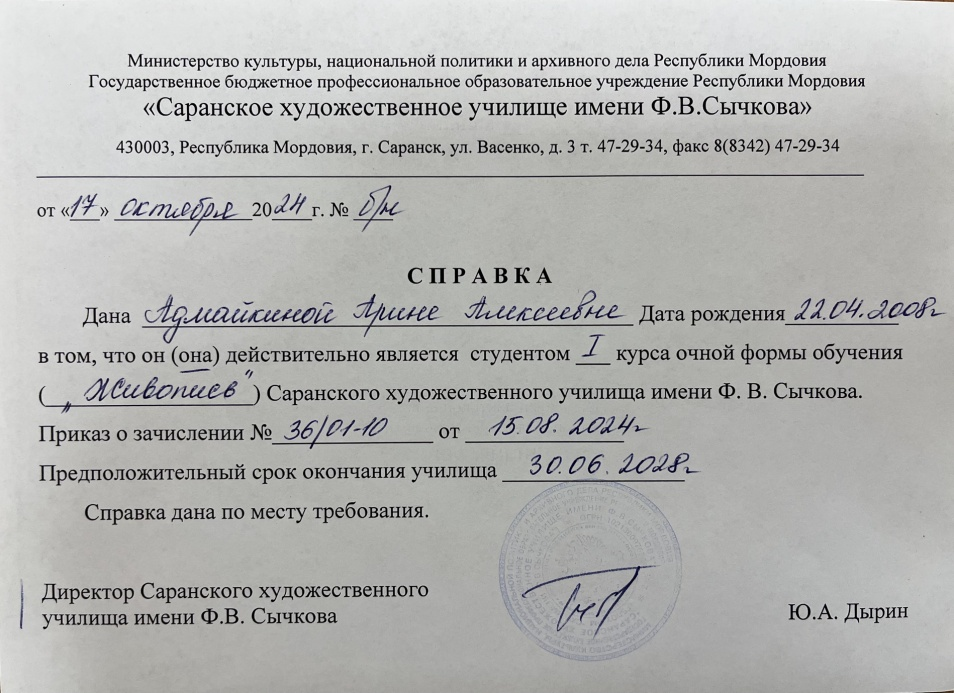 Министерство культуры, национальной политики и архивного дела Республики Мордовия
Государственное бюджетное профессиональное образовательное учреждение Республики Мордовия
«Саранское художественное училище имени Ф.В.Сычкова»
430003, Республика Мордовия, г. Саранск, ул. Васенко, д. 3 т. 47-29-34, факс 8(8342) 47-29-34
от «17» октября 2024 г. № б/н
СПРАВКА
Дана Адмайкиной Арине Алексеевне Дата рождения 22.04.2008г
в том, что он (она) действительно является студентом I курса очной формы обучения
(„Живопись") Саранского художественного училища имени Ф. В. Сычкова.
Приказ о зачислении № 36/01-10 от 15.08.2024г
Предположительный срок окончания училища 30.06.2028г
Справка дана по месту требования.
Директор Саранского художественного
училища имени Ф.В. Сычкова Ю.А. Дырин